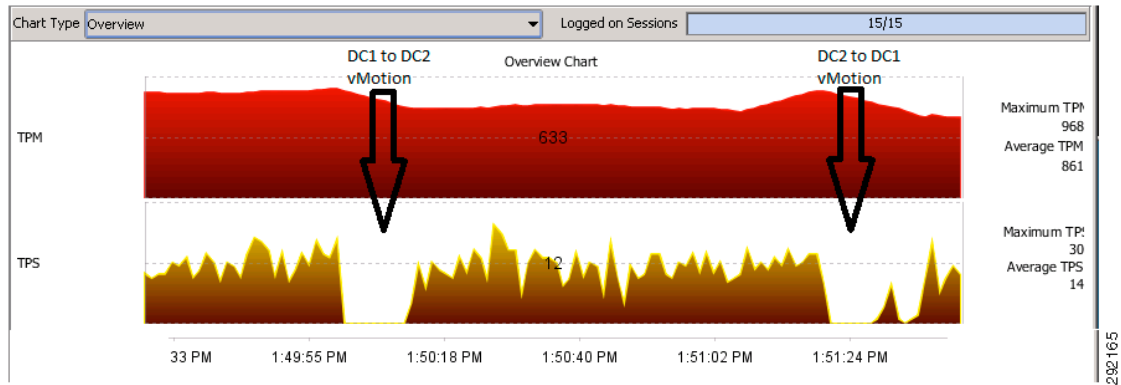 Chart Type Overview Logged on Sessions 15/15
DC1 to DC2
vMotion
Overview Chart
DC2 to DC1
vMotion
TPM
633
Maximum TPM
968
Average TPM
861
TPS
12
Maximum TPS
30
Average TPS
14
33 PM 1:49:55 PM 1:50:18 PM 1:50:40 PM 1:51:02 PM 1:51:24 PM
292165